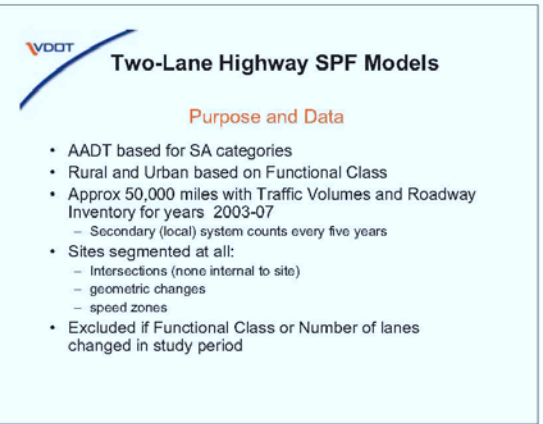 VDOT
Two-Lane Highway SPF Models
Purpose and Data
• AADT based for SA categories
• Rural and Urban based on Functional Class
• Approx 50,000 miles with Traffic Volumes and Roadway
Inventory for years 2003-07
– Secondary (local) system counts every five years
• Sites segmented at all:
– Intersections (none internal to site)
– geometric changes
– speed zones
• Excluded if Functional Class or Number of lanes
changed in study period